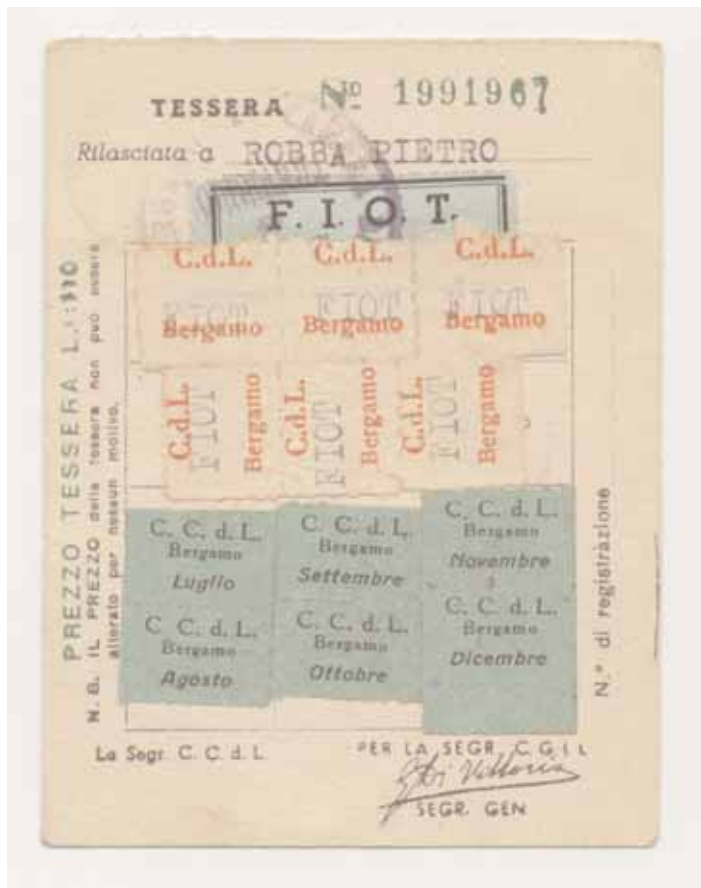 TESSERA Nº 1991967
Rilasciata a ROBBA PIETRO
F. I. O. T.
C.d.L. C.d.L. C.d.L.
FIOT FIOT FIOT
Bergamo Bergamo Bergamo
C.d.L. FIOT Bergamo
C.d.L. FIOT Bergamo
C.d.L. FIOT Bergamo
C. C. d. L.
Bergamo
Luglio
C. C. d. L.
Bergamo
Settembre
C. C. d. L.
Bergamo
Novembre
C. C. d. L.
Bergamo
Agosto
C. C. d. L.
Bergamo
Ottobre
C. C. d. L.
Bergamo
Dicembre
PREZZO TESSERA L.
N. B. IL PREZZO della tessera non può essere
alterato per nessun motivo.
N.º di registrazione
La Segr. C. C. d. L.
PER LA SEGR. C. G. I. L.
G Di Vittorio
SEGR. GEN